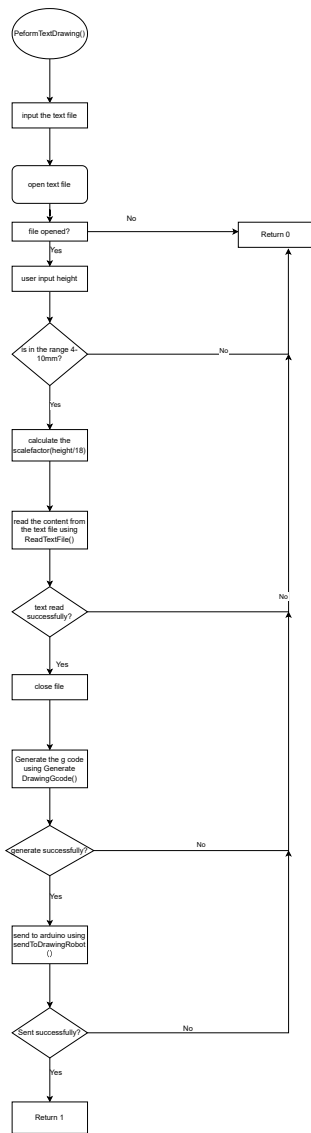 PeformTextDrawing()
input the text file
open text file
No
file opened?
Return 0
Yes
user input height
is in the range 4-
10mm?
No
Yes
calculate the
scalefactor(height/18)
read the content from
the text file using
ReadTextFile()
No
text read
successfully?
Yes
close file
Generate the g code
using Generate
DrawingGcode()
No
generate successfully?
Yes
send to arduino using
sendToDrawingRobot
()
No
Sent successfully?
Yes
Return 1